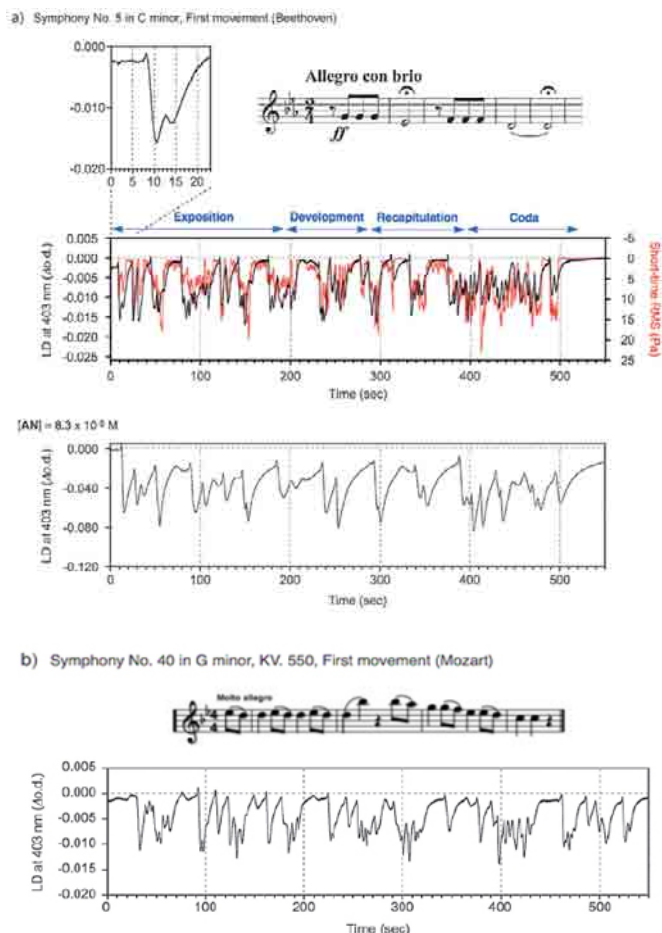 a) Symphony No. 5 in C minor, First movement (Beethoven)
0.000
-0.010
-0.020
0 5 10 15 20
Allegro con brio
2
4
ff
Exposition Development Recapitulation Coda
0.005 -5
0.000 0
-0.005 5
-0.010 10
-0.015 15
-0.020 20
-0.026 25
LD at 403 nm (Δo.d.)
Short-time RMS (Pa)
0 100 200 300 400 500
Time (sec)
0.000
-0.040
-0.080
-0.120
LD at 403 nm (Δo.d.)
0 100 200 300 400 500
Time (sec)
b) Symphony No. 40 in G minor, KV. 550, First movement (Mozart)
Molto allegro
4
4
0.005
0.000
-0.005
-0.010
-0.015
-0.020
LD at 403 nm (Δo.d.)
0 100 200 300 400 500
Time (sec)